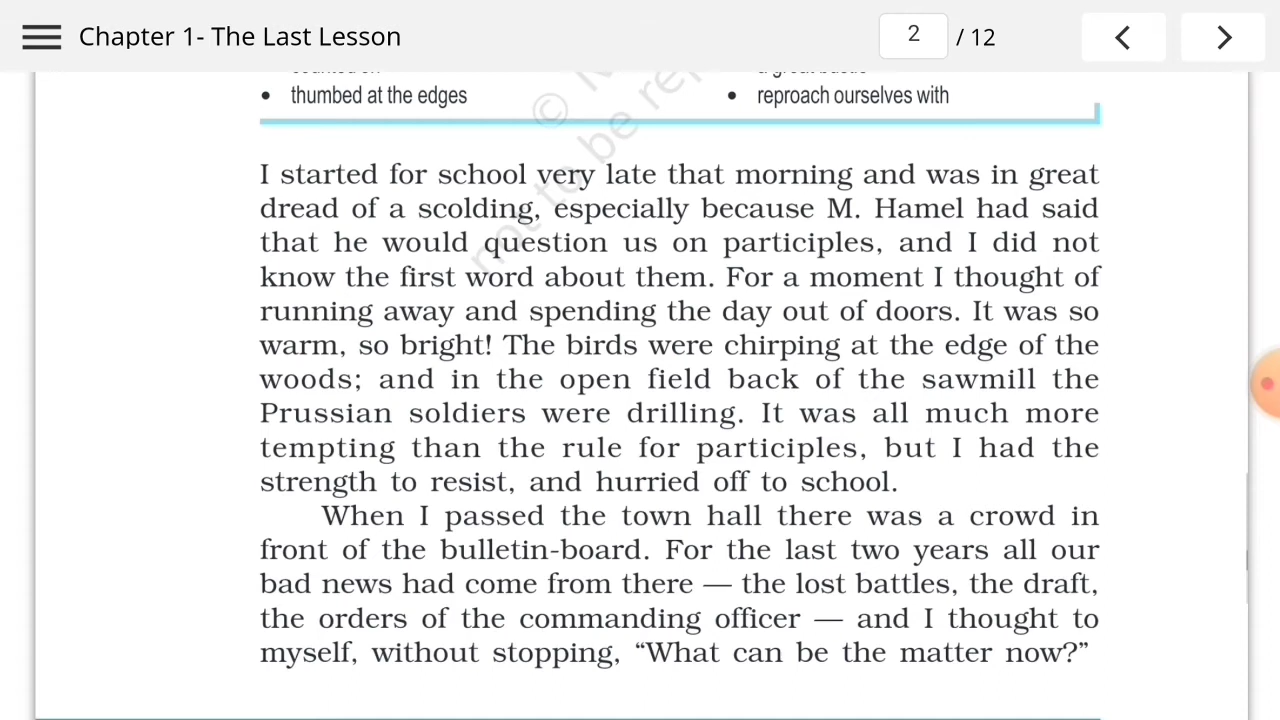 Chapter 1- The Last Lesson
2 / 12
• thumbed at the edges
• reproach ourselves with
© 
not to be
I started for school very late that morning and was in great
dread of a scolding, especially because M. Hamel had said
that he would question us on participles, and I did not
know the first word about them. For a moment I thought of
running away and spending the day out of doors. It was so
warm, so bright! The birds were chirping at the edge of the
woods; and in the open field back of the sawmill the
Prussian soldiers were drilling. It was all much more
tempting than the rule for participles, but I had the
strength to resist, and hurried off to school.
When I passed the town hall there was a crowd in
front of the bulletin-board. For the last two years all our
bad news had come from there — the lost battles, the draft,
the orders of the commanding officer — and I thought to
myself, without stopping, “What can be the matter now?”